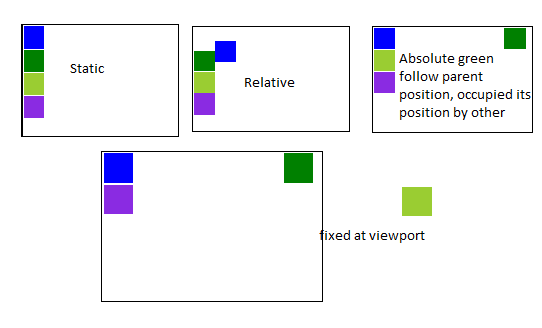 Static
Relative
Absolute green
follow parent
position, occupied its
position by other
fixed at viewport